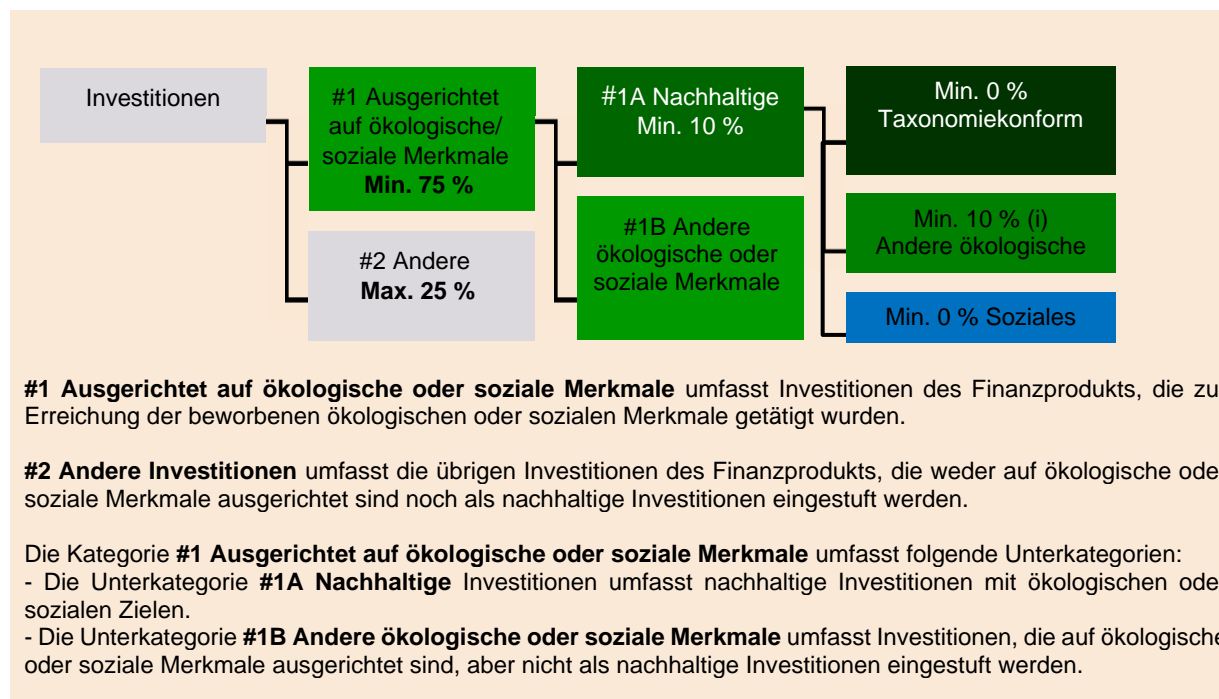 Investitionen
#1 Ausgerichtet
auf ökologische/
soziale Merkmale
Min. 75 %
#2 Andere
Max. 25 %
#1A Nachhaltige
Min. 10 %
#1B Andere
ökologische oder
soziale Merkmale
Min. 0 %
Taxonomiekonform
Min. 10 % (i)
Andere ökologische
Min. 0 % Soziales
#1 Ausgerichtet auf ökologische oder soziale Merkmale umfasst Investitionen des Finanzprodukts, die zu
Erreichung der beworbenen ökologischen oder sozialen Merkmale getätigt wurden.
#2 Andere Investitionen umfasst die übrigen Investitionen des Finanzprodukts, die weder auf ökologische ode
soziale Merkmale ausgerichtet sind noch als nachhaltige Investitionen eingestuft werden.
Die Kategorie #1 Ausgerichtet auf ökologische oder soziale Merkmale umfasst folgende Unterkategorien:
- Die Unterkategorie #1A Nachhaltige Investitionen umfasst nachhaltige Investitionen mit ökologischen ode
sozialen Zielen.
- Die Unterkategorie #1B Andere ökologische oder soziale Merkmale umfasst Investitionen, die auf ökologische
oder soziale Merkmale ausgerichtet sind, aber nicht als nachhaltige Investitionen eingestuft werden.